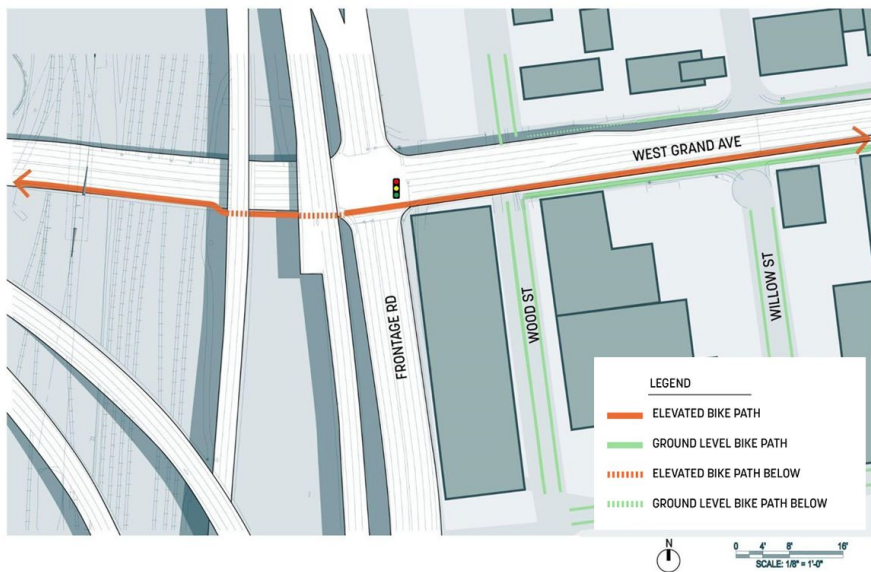 WEST GRAND AVE
FRONTAGE RD
WOOD ST
WILLOW ST
LEGEND
ELEVATED BIKE PATH
GROUND LEVEL BIKE PATH
ELEVATED BIKE PATH BELOW
GROUND LEVEL BIKE PATH BELOW
N
0 4' 8' 16'
SCALE: 1/8" = 1'-0"